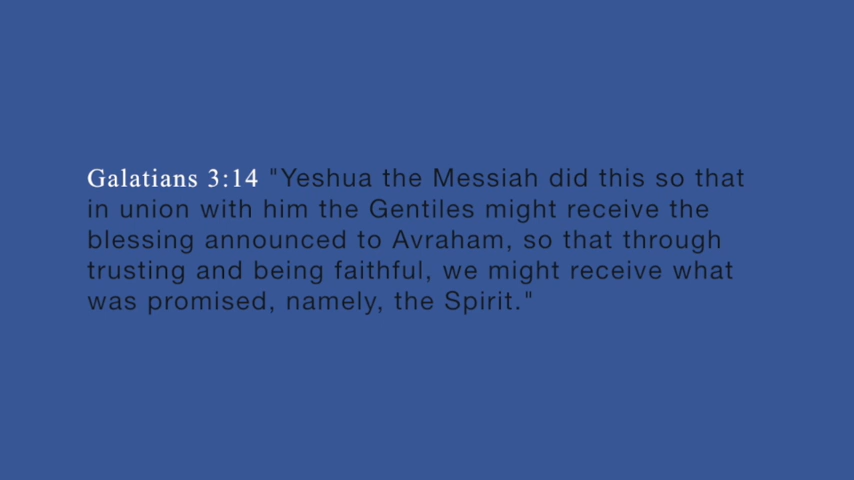 Galatians 3:14 "Yeshua the Messiah did this so that
in union with him the Gentiles might receive the
blessing announced to Avraham, so that through
trusting and being faithful, we might receive what
was promised, namely, the Spirit."